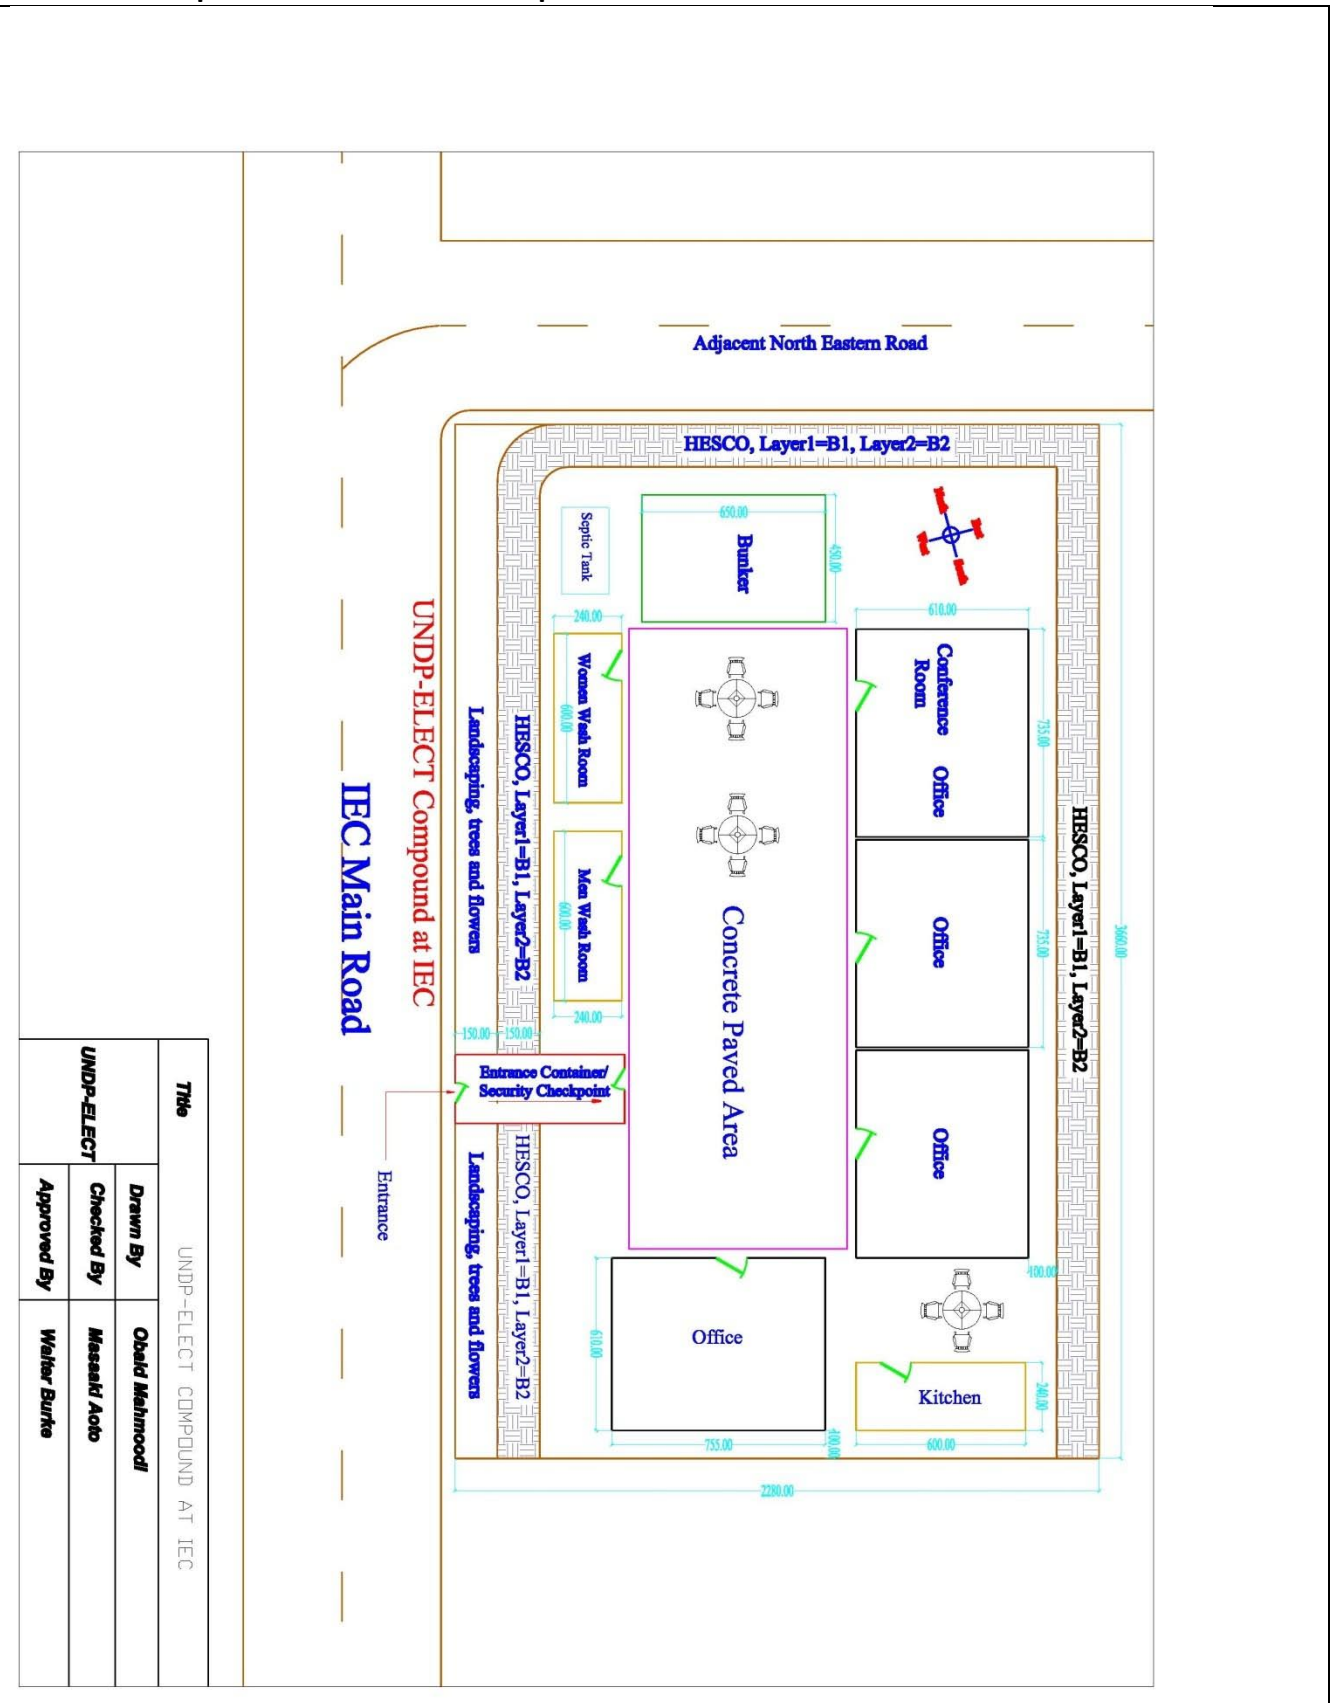 Adjacent North Eastern Road
HESCO, Layer1=B1, Layer2=B2
650.00
450.00
Bunker
Septic Tank
West
610.00
240.00
Conference
Room
Office
735.00
Women Wash Room
600.00
HESCO, Layer1=B1, Layer2=B2
3660.00
Office
735.00
Men Wash Room
600.00
240.00
HESCO, Layer1=B1, Layer2=B2
Landscaping, trees and flowers
UNDP-ELECT Compound at IEC
IEC Main Road
Concrete Paved Area
150.00
150.00
Entrance Container/
Security Checkpoint
Entrance
Office
100.00
HESCO, Layer1=B1, Layer2=B2
Landscaping, trees and flowers
Office
610.00
755.00
100.00
Kitchen
240.00
600.00
2280.00
Title
UNDP-ELECT COMPOUND AT IEC
UNDP-ELECT
Drawn By
Obaid Mahmoodi
Checked By
Masaaki Aoto
Approved By
Walter Burke